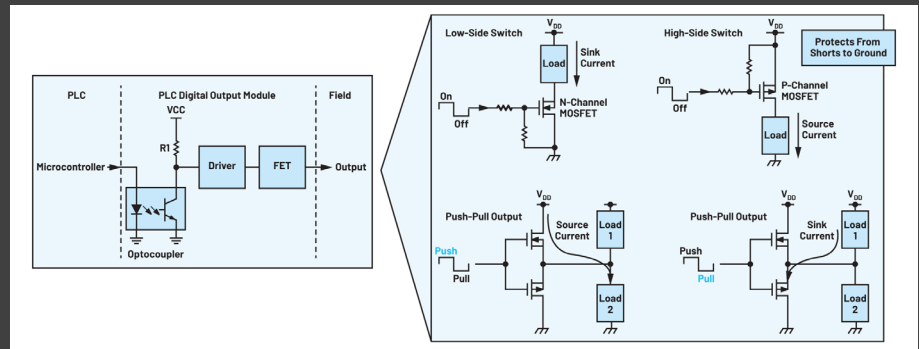 PLC
PLC Digital Output Module
Field
VCC
R1
Microcontroller
Driver
FET
Output
Optocoupler
Low-Side Switch
VDD
Load
Sink
Current
On
Off
N-Channel
MOSFET
High-Side Switch
VDD
Protects From
Shorts to Ground
On
Off
P-Channel
MOSFET
Load
Source
Current
Push-Pull Output
VDD
Source
Current
Load
1
Push
Pull
Load
2
Push-Pull Output
VDD
Sink
Current
Load
1
Push
Pull
Load
2